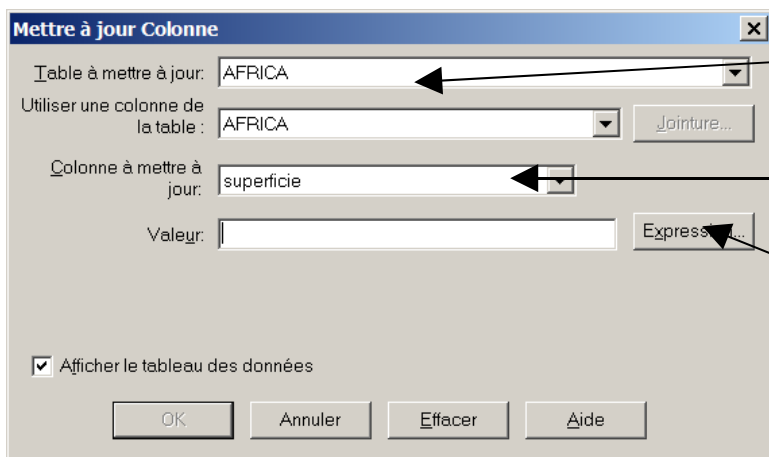 Mettre à jour Colonne
Table à mettre à jour: AFRICA
Utiliser une colonne de
la table : AFRICA Jointure...
Colonne à mettre à
jour: superficie
Valeur:
Afficher le tableau des données
OK Annuler Effacer Aide